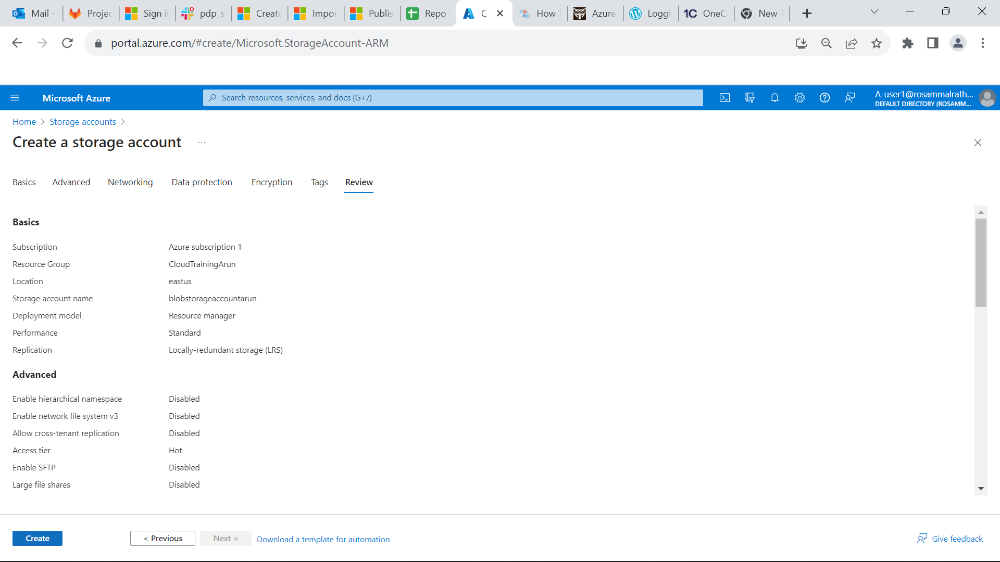 Mail -
Projec
Sign in
pdp_s
Create
Impor
Publis
Repo
C
How T
Azure
Loggi
1C OneC
New T
portal.azure.com/#create/Microsoft.StorageAccount-ARM
Microsoft Azure
Search resources, services, and docs (G+/)
A-user1@rosammalrath...
DEFAULT DIRECTORY (ROSAMM...
Home > Storage accounts >
Create a storage account ...
Basics Advanced Networking Data protection Encryption Tags Review
Basics
Subscription Azure subscription 1
Resource Group CloudTrainingArun
Location eastus
Storage account name blobstorageaccountarun
Deployment model Resource manager
Performance Standard
Replication Locally-redundant storage (LRS)
Advanced
Enable hierarchical namespace Disabled
Enable network file system v3 Disabled
Allow cross-tenant replication Disabled
Access tier Hot
Enable SFTP Disabled
Large file shares Disabled
Create < Previous Next > Download a template for automation Give feedback